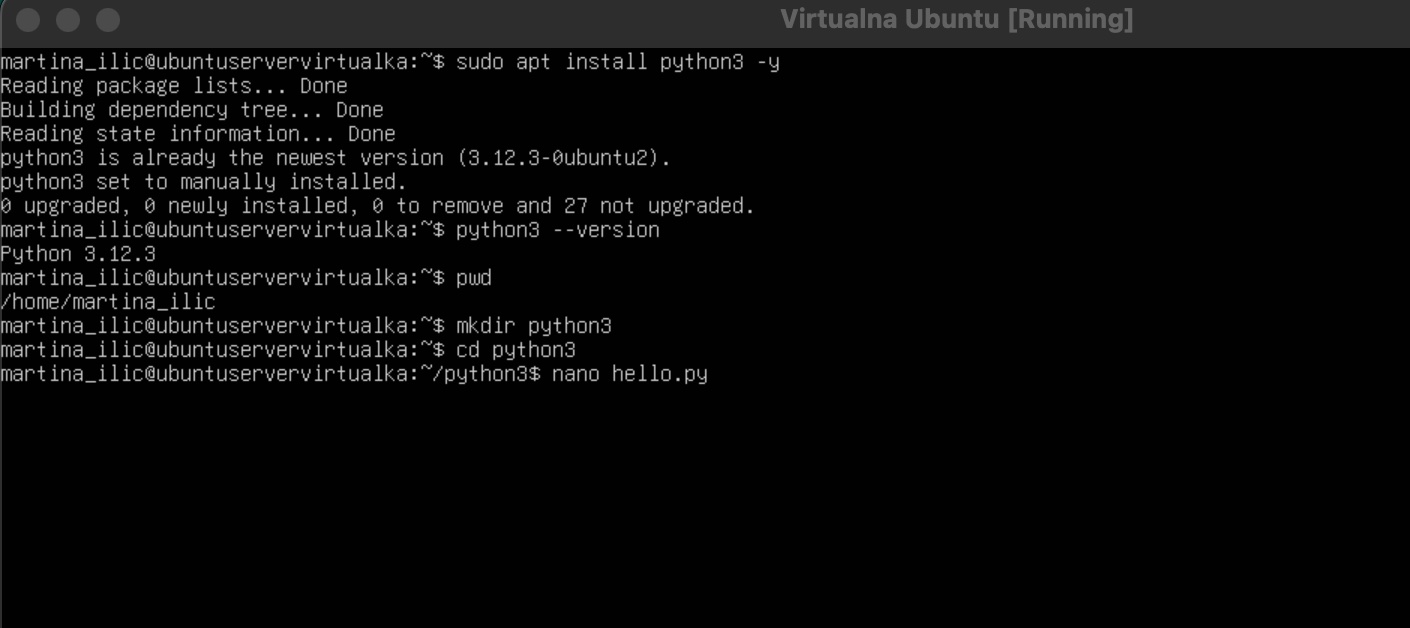 Virtualna Ubuntu [Running]
martina_ilic@ubuntuservervirtualka:~$ sudo apt install python3 -y
Reading package lists... Done
Building dependency tree... Done
Reading state information... Done
python3 is already the newest version (3.12.3-0ubuntu2).
python3 set to manually installed.
0 upgraded, 0 newly installed, 0 to remove and 27 not upgraded.
martina_ilic@ubuntuservervirtualka:~$ python3 --version
Python 3.12.3
martina_ilic@ubuntuservervirtualka:~$ pwd
/home/martina_ilic
martina_ilic@ubuntuservervirtualka:~$ mkdir python3
martina_ilic@ubuntuservervirtualka:~$ cd python3
martina_ilic@ubuntuservervirtualka:~/python3$ nano hello.py